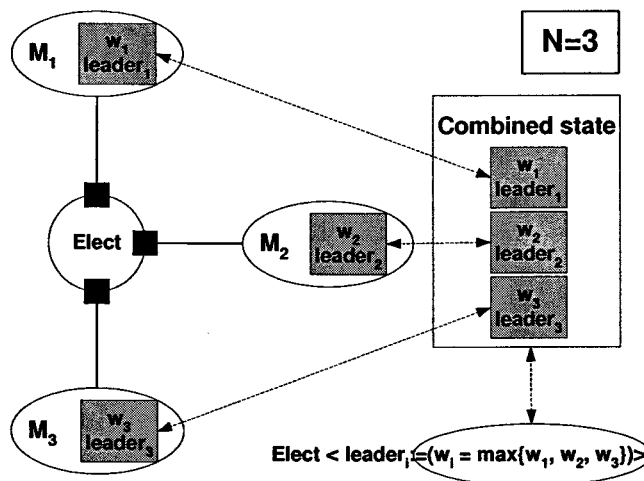 M1
w1
leader1
N=3
Combined state
w1
leader1
Elect
M2
w2
leader2
w2
leader2
w3
leader3
M3
w3
leader3
Elect < leaderi:=(wi = max{w1, w2, w3})>